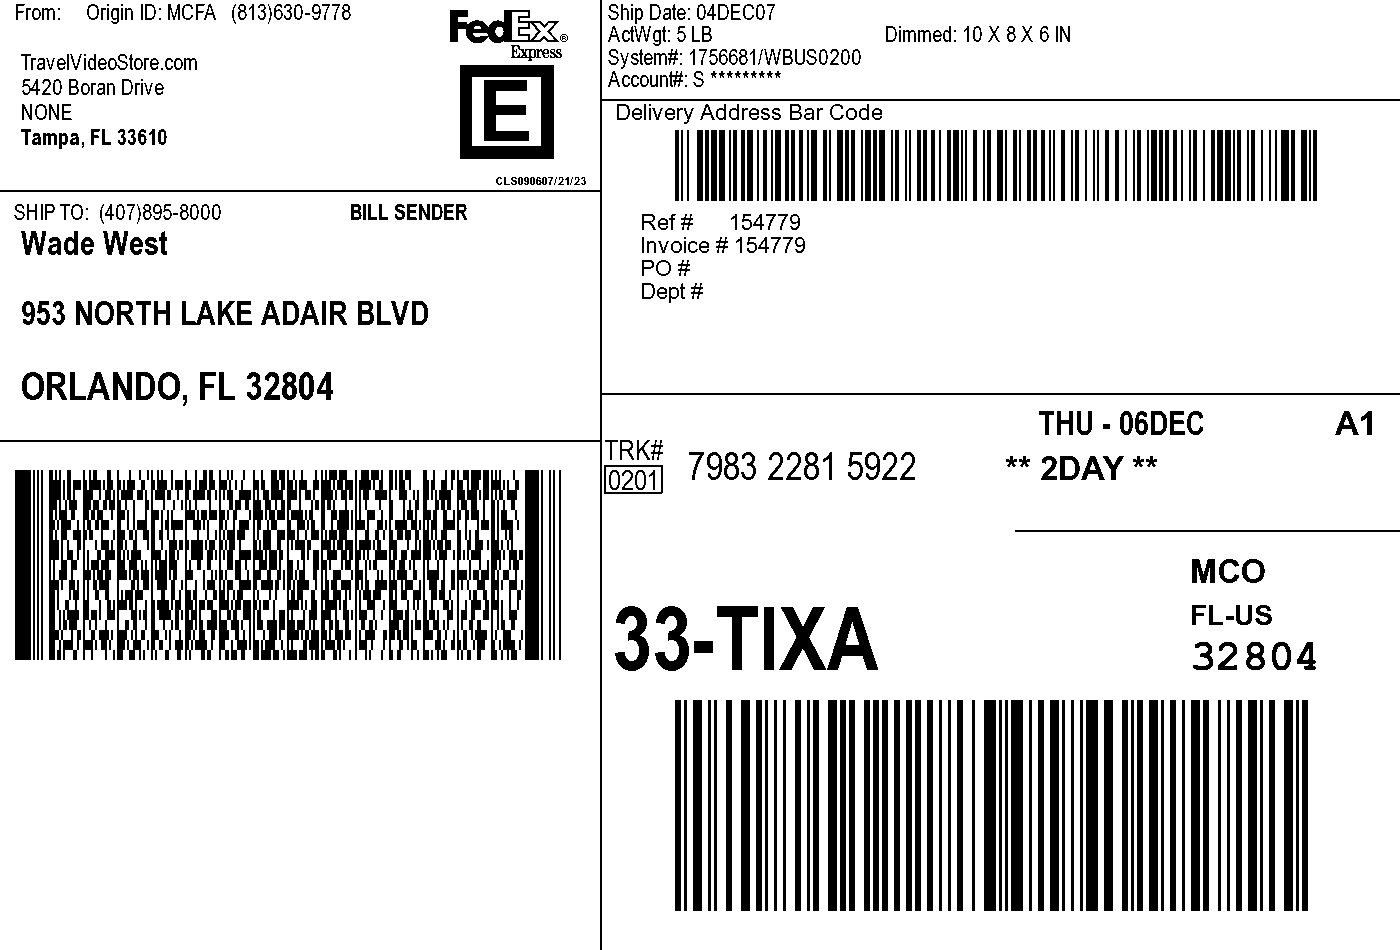 From: Origin ID: MCFA (813)630-9778
TravelVideoStore.com
5420 Boran Drive
NONE
Tampa, FL 33610
FedEx®
Express
E
CLS090607/21/23
SHIP TO: (407)895-8000 BILL SENDER
Wade West
953 NORTH LAKE ADAIR BLVD
ORLANDO, FL 32804
Ship Date: 04DEC07
ActWgt: 5 LB Dimmed: 10 X 8 X 6 IN
System#: 1756681/WBUS0200
Account#: S *********
Delivery Address Bar Code
Ref # 154779
Invoice # 154779
PO #
Dept #
THU - 06DEC A1
TRK# 7983 2281 5922 ** 2DAY **
0201
MCO
FL-US
33-TIXA 32804